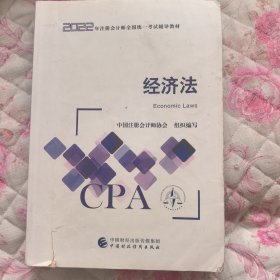 2022年注册会计师全国统一考试辅导教材
经济法
Economic Laws
中国注册会计师协会 组织编写
CPA
中国财经出版传媒集团
中国财政经济出版社